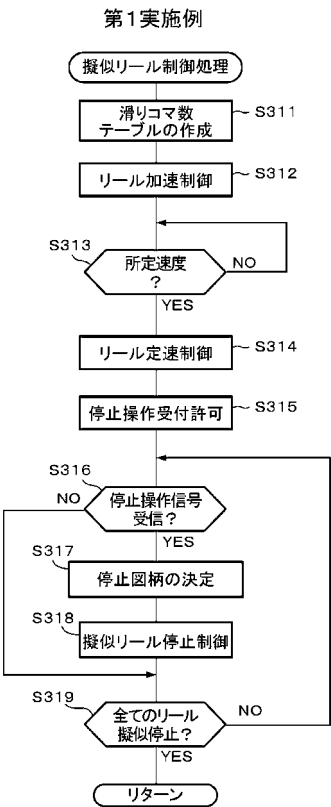 第1実施例
擬似リール制御処理
滑りコマ数
テーブルの作成
S311
リール加速制御
S312
S313
所定速度
?
NO
YES
リール定速制御
S314
停止操作受付許可
S315
S316
NO
停止操作信号
受信?
YES
S317
停止図柄の決定
S318
擬似リール停止制御
S319
全てのリール
擬似停止?
NO
YES
リターン